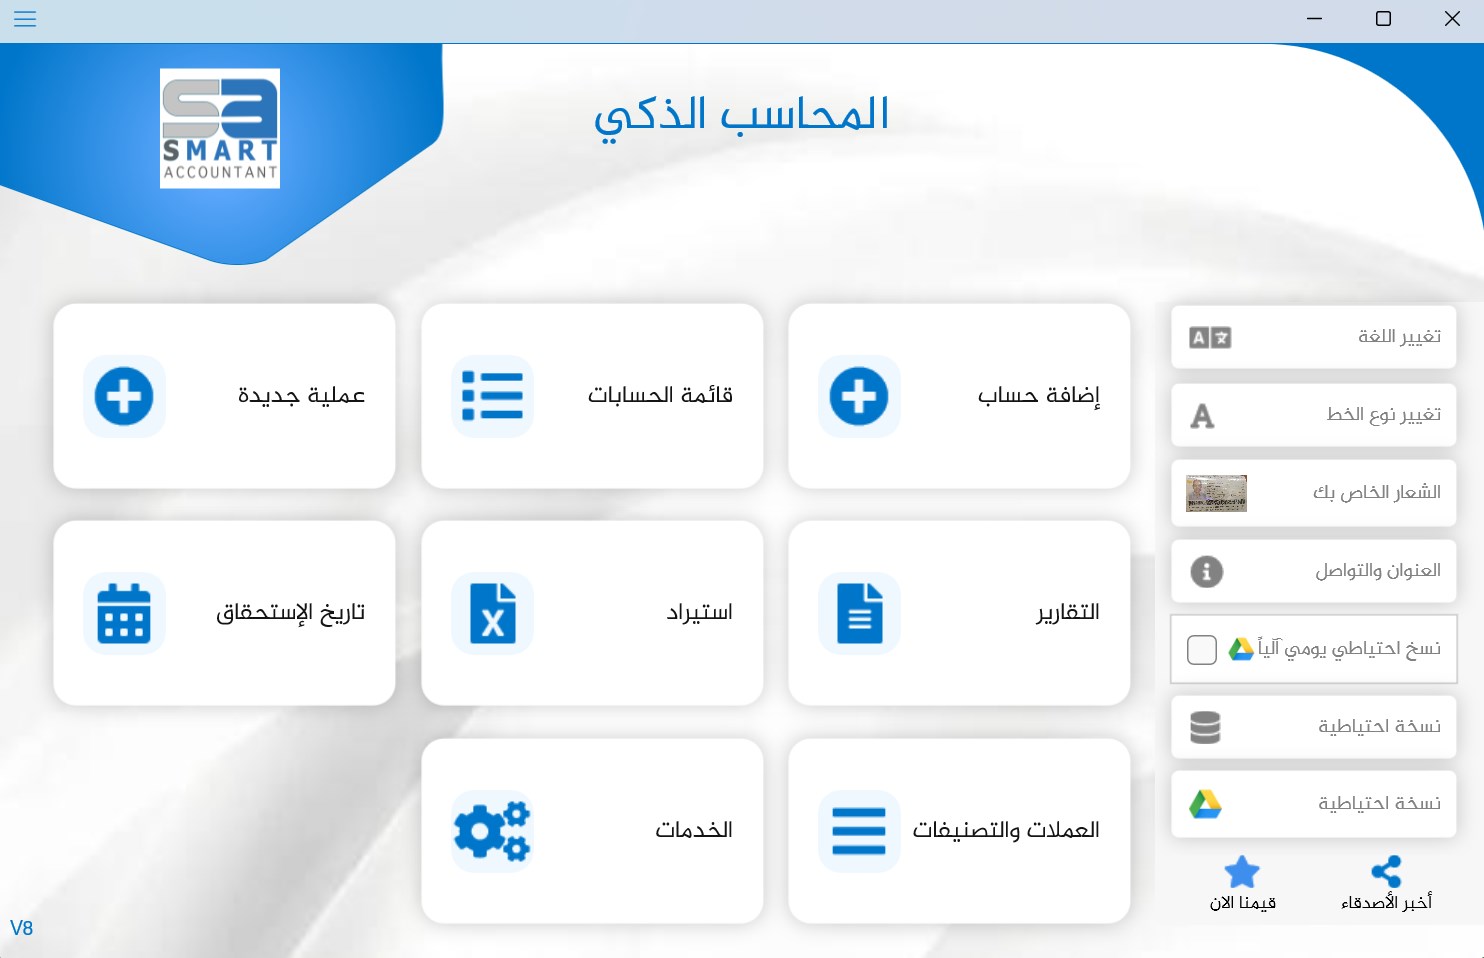 SMART
ACCOUNTANT
المحاسب الذكي
إضافة حساب
قائمة الحسابات
عملية جديدة
التقارير
استيراد
تاريخ الإستحقاق
العملات والتصنيفات
الخدمات
تغيير اللغة
تغيير نوع الخط
الشعار الخاص بك
العنوان والتواصل
نسخ احتياطي يومي آلياً
نسخة احتياطية
نسخة احتياطية
أخبر الأصدقاء
قيمنا الان
V8